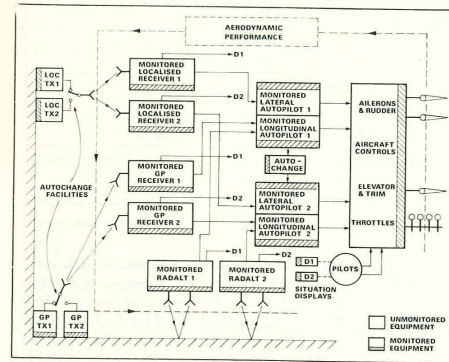 AERODYNAMIC
PERFORMANCE
LOC
TX1
LOC
TX2
MONITORED
LOCALISED
RECEIVER 1
D1
MONITORED
LOCALISED
RECEIVER 2
D2
MONITORED
LATERAL
AUTOPILOT 1
MONITORED
LONGITUDINAL
AUTOPILOT 1
AUTO-
CHANGE
MONITORED
LATERAL
AUTOPILOT 2
MONITORED
LONGITUDINAL
AUTOPILOT 2
AILERONS
& RUDDER
AIRCRAFT
CONTROLS
ELEVATOR
& TRIM
THROTTLES
AUTOCHANGE
FACILITIES
MONITORED
GP
RECEIVER 1
D1
MONITORED
GP
RECEIVER 2
D2
MONITORED
RADALT 1
D1
MONITORED
RADALT 2
D2
D1
D2
SITUATION
DISPLAYS
PILOTS
GP
TX1
GP
TX2
UNMONITORED
EQUIPMENT
MONITORED
EQUIPMENT